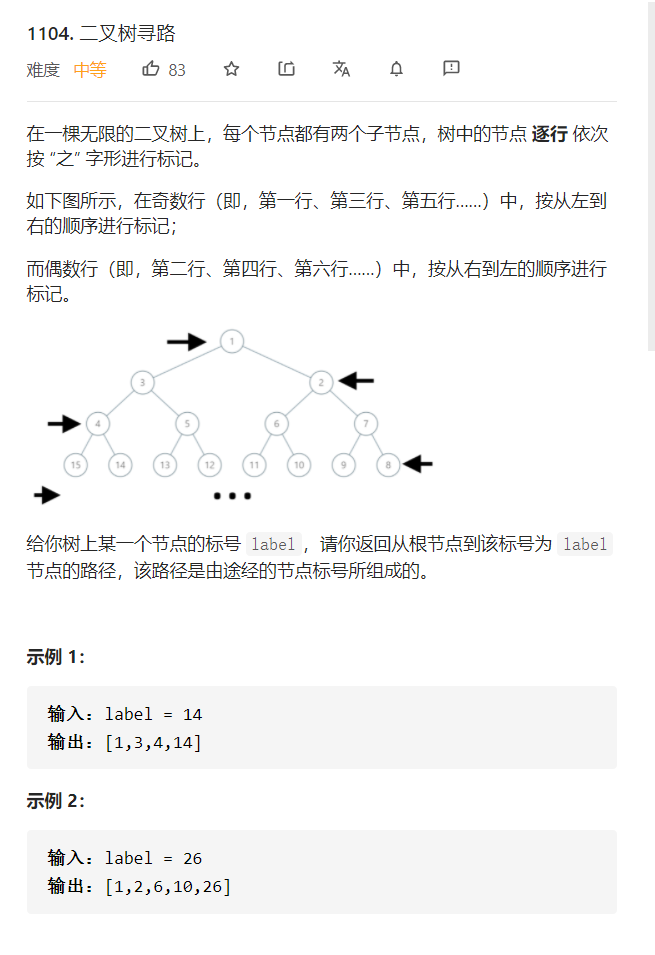 1104. 二叉树寻路
难度 中等 83
在一棵无限的二叉树上，每个节点都有两个子节点，树中的节点 逐行 依次
按 “之” 字形进行标记。
如下图所示，在奇数行（即，第一行、第三行、第五行……）中，按从左到
右的顺序进行标记；
而偶数行（即，第二行、第四行、第六行……）中，按从右到左的顺序进行
标记。
1
3 2
4 5 6 7
15 14 13 12 11 10 9 8
给你树上某一个节点的标号 label，请你返回从根节点到该标号为 label
节点的路径，该路径是由途经的节点标号所组成的。
示例 1：
输入：label = 14
输出：[1,3,4,14]
示例 2：
输入：label = 26
输出：[1,2,6,10,26]